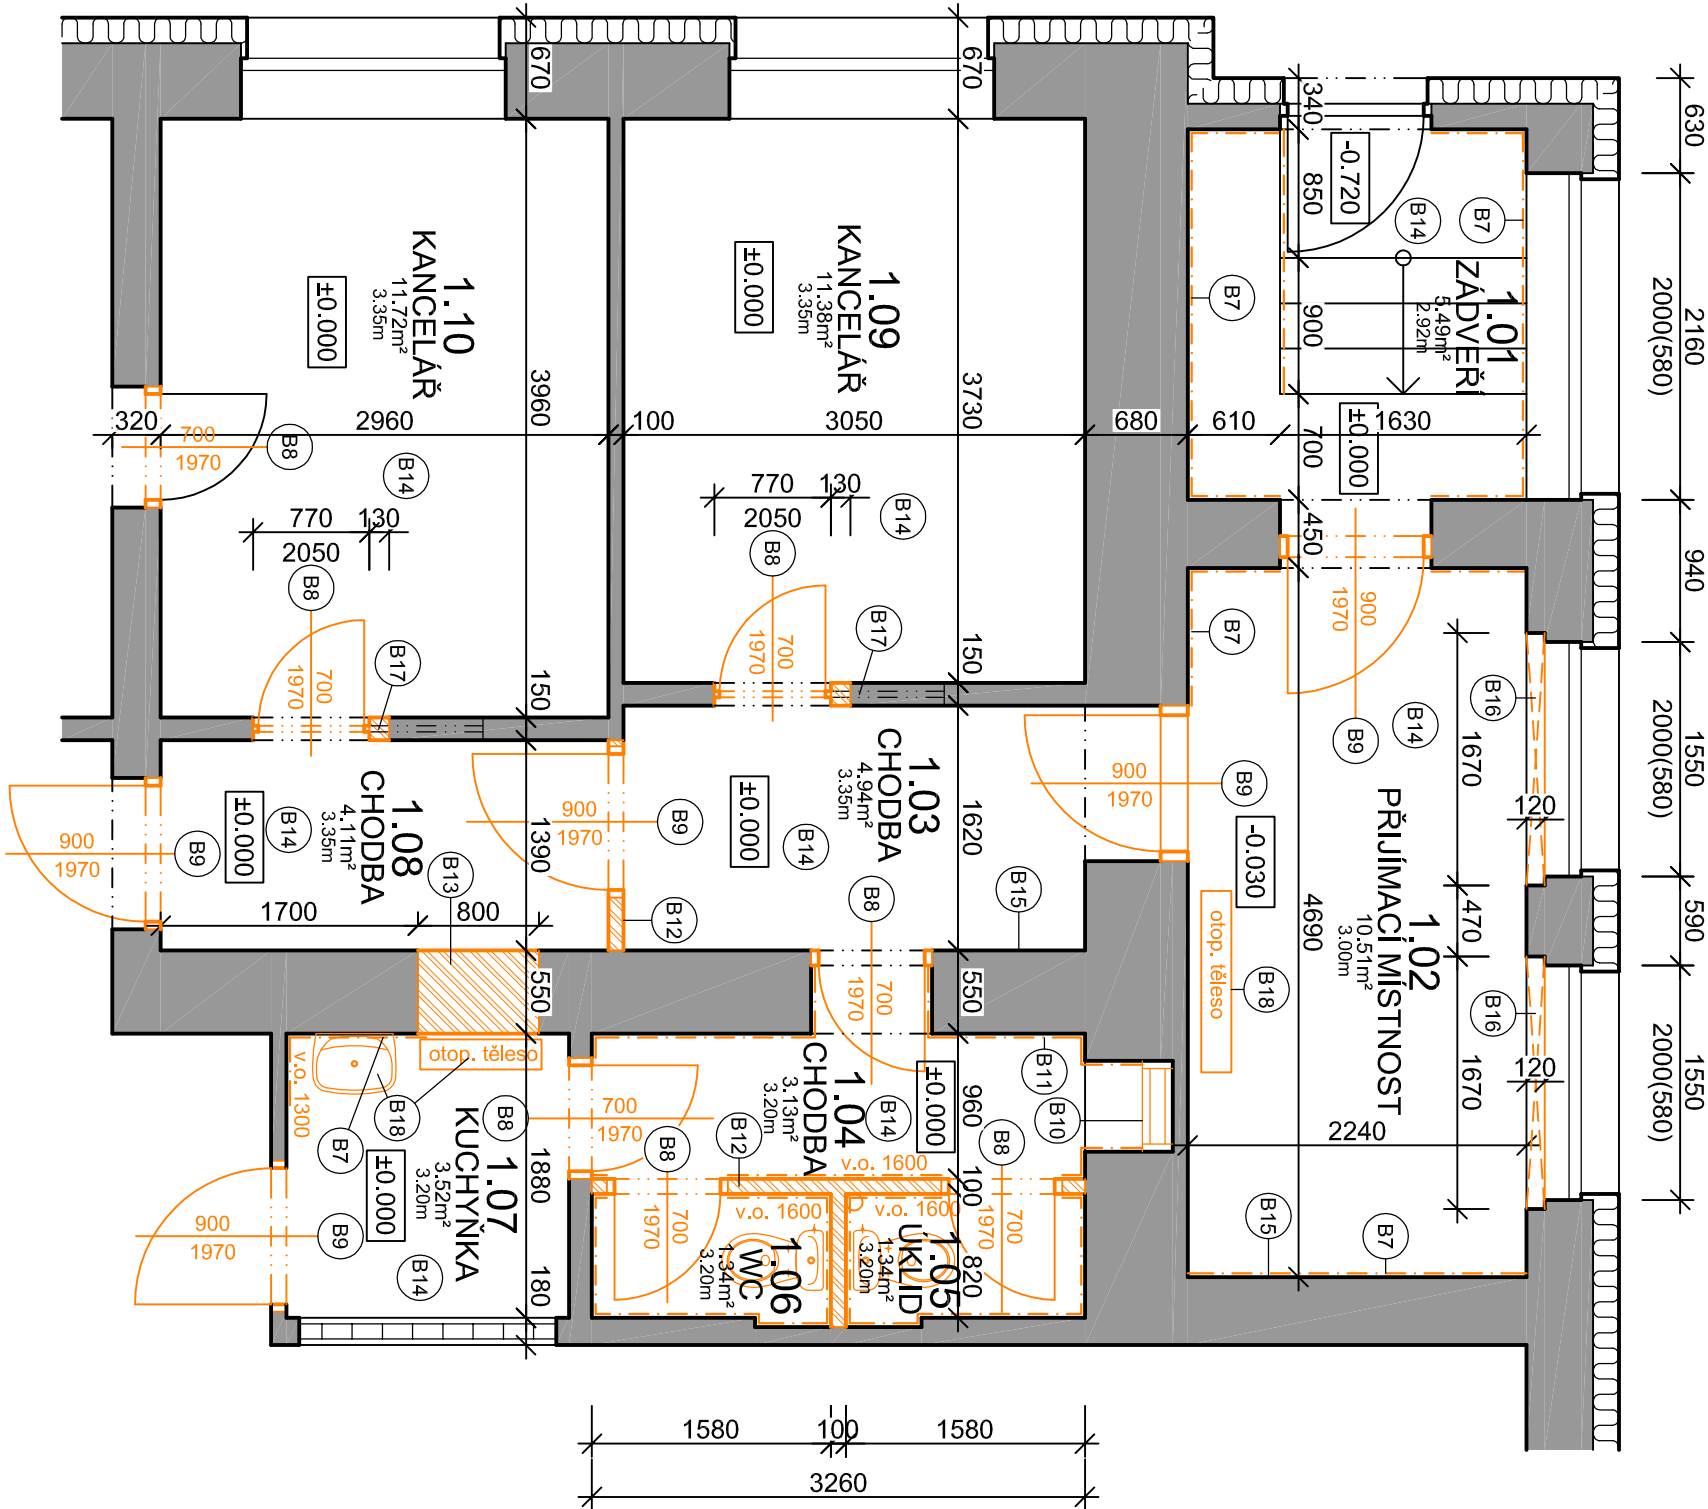 1.01
ZÁDVEŘÍ
5.49m²
2.92m
-0.720
±0.000
1.02
PŘIJÍMACÍ MÍSTNOST
10.51m²
3.00m
-0.030
1.03
CHODBA
4.94m²
3.35m
±0.000
1.04
CHODBA
3.13m²
3.20m
±0.000
1.05
ÚKLID
1.34m²
3.20m
1.06
WC
1.34m²
3.20m
1.07
KUCHYŇKA
3.52m²
3.20m
±0.000
1.08
CHODBA
4.11m²
3.35m
±0.000
1.09
KANCELÁŘ
11.38m²
3.35m
±0.000
1.10
KANCELÁŘ
11.72m²
3.35m
±0.000
630
2160
2000(580)
940
1550
2000(580)
590
1550
2000(580)
670
3960
150
1390
550
1880
180
670
3730
150
1620
550
960
100
820
340
850
900
700
450
4690
1670
470
1670
120
120
2240
320
2960
100
3050
680
610
1630
770
130
2050
770
130
2050
1700
800
1580
100
1580
3260
700
1970
700
1970
700
1970
700
1970
700
1970
700
1970
700
1970
900
1970
900
1970
900
1970
900
1970
900
1970
otop. těleso
otop. těleso
v.o. 1300
v.o. 1600
v.o. 1600
v.o. 1600
B14
B7
B7
B7
B16
B14
B9
B9
B18
B16
B15
B7
B8
B14
B8
B14
B8
B17
B8
B17
B9
B14
B9
B14
B13
B12
B8
B15
B11
B10
B14
B8
B12
B8
B8
B18
B7
B9
B14